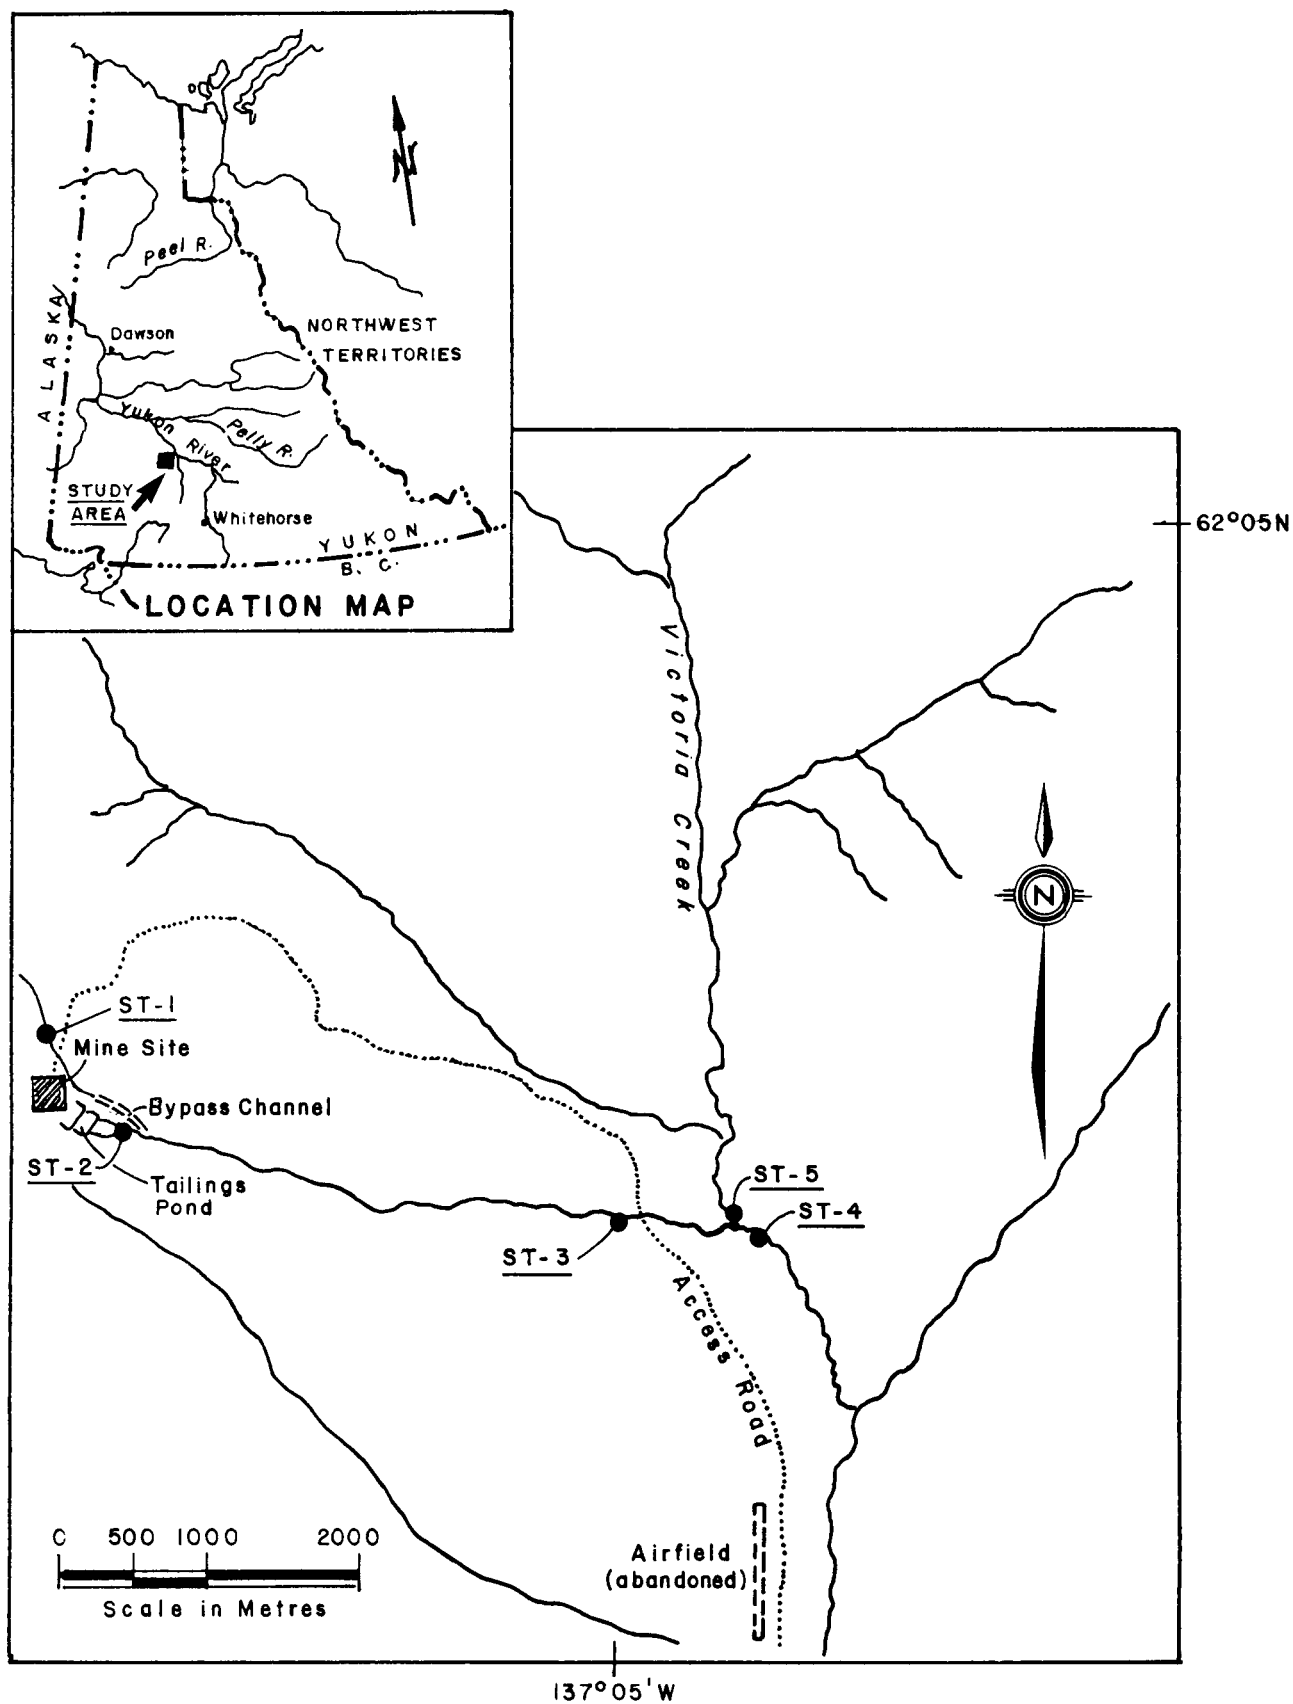 N
Peel R.
ALASKA
Dawson
NORTHWEST
TERRITORIES
Yukon River
Pelly R.
STUDY
AREA
Whitehorse
YUKON
B. C.
LOCATION MAP
62°05N
Victoria Creek
N
ST-1
Mine Site
Bypass Channel
ST-2
Tailings
Pond
ST-5
ST-4
ST-3
Access Road
0 500 1000 2000
Scale in Metres
Airfield
(abandoned)
137°05'W